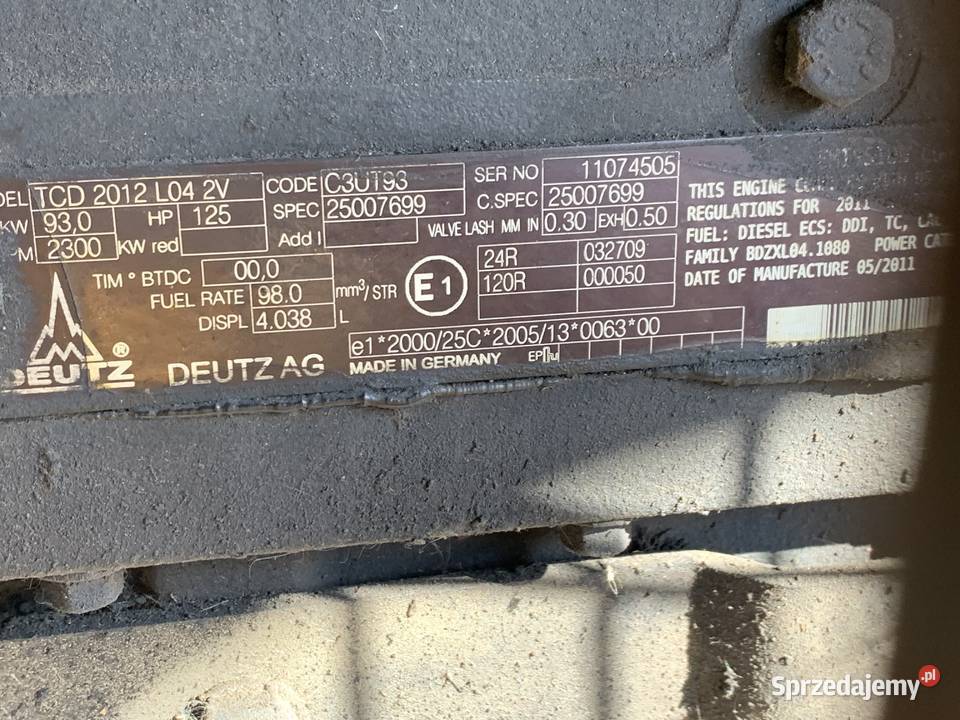 DEL TCD 2012 L04 2V CODE C3UT93 SERIAL NO 11074505
KW 93,0 HP 125 SPEC 25007699 C.SPEC 25007699
PM 2300 KW red Add I VALVE LASH MM IN 0.30 EXH 0.50
TIM ° BTDC 00,0 24R 032709
FUEL RATE 98.0 mm³/STR E1 120R 000050
DISPL 4.038 L
e1*2000/25C*2005/13*0063*00
DEUTZ ® DEUTZ AG MADE IN GERMANY
THIS ENGINE
REGULATIONS FOR 2011
FUEL: DIESEL ECS: DDI, TC,
FAMILY BDZXL04.1080 POWER CAT
DATE OF MANUFACTURE 05/2011
Sprzedajemy.pl